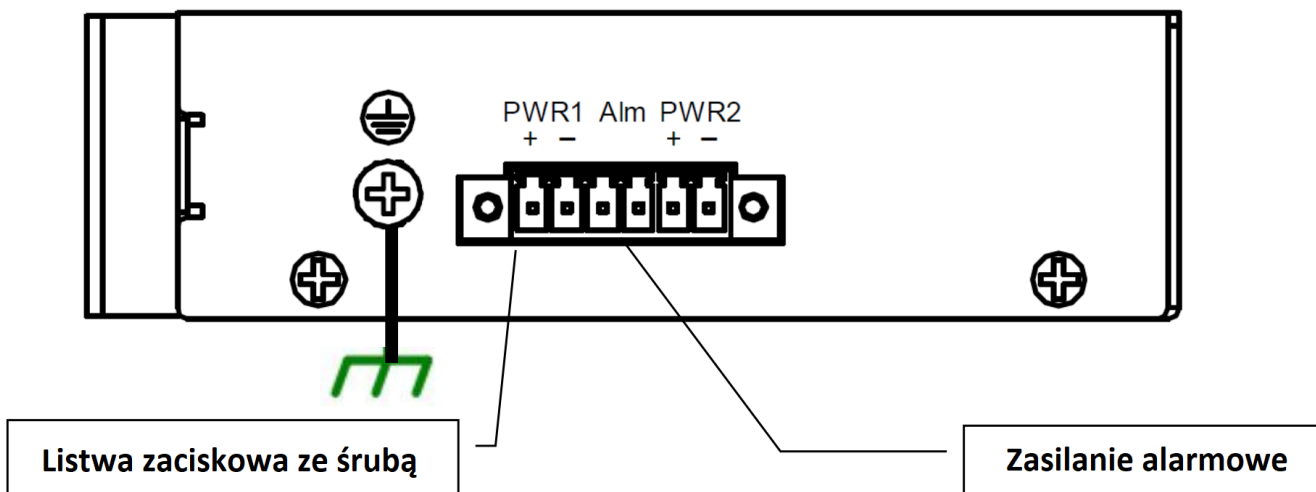 PWR1 Alm PWR2
+ − + −
Listwa zaciskowa ze śrubą
Zasilanie alarmowe